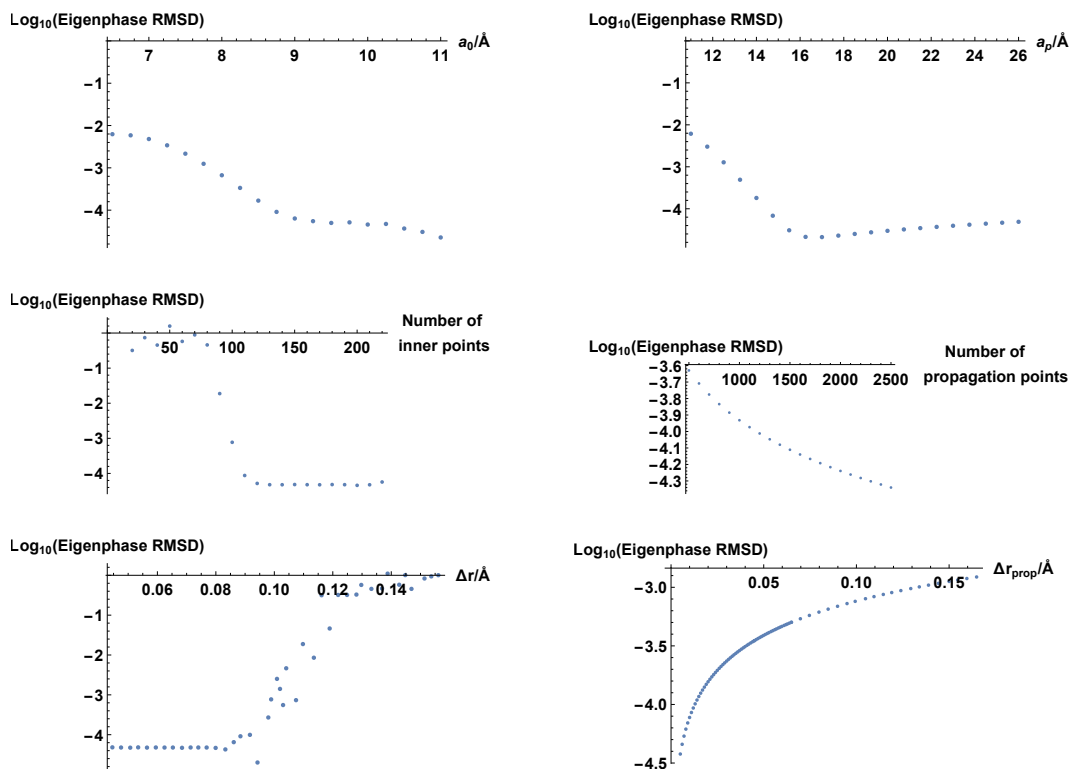 Log10(Eigenphase RMSD)
a0/Å
7 8 9 10 11
−1
−2
−3
−4
Log10(Eigenphase RMSD)
ap/Å
12 14 16 18 20 22 24 26
−1
−2
−3
−4
Log10(Eigenphase RMSD)
Number of
inner points
50 100 150 200
−1
−2
−3
−4
Log10(Eigenphase RMSD)
Number of
propagation points
1000 1500 2000 2500
−3.6
−3.7
−3.8
−3.9
−4.0
−4.1
−4.2
−4.3
Log10(Eigenphase RMSD)
Δr/Å
0.06 0.08 0.10 0.12 0.14
−1
−2
−3
−4
Log10(Eigenphase RMSD)
Δrprop/Å
0.05 0.10 0.15
−3.0
−3.5
−4.0
−4.5